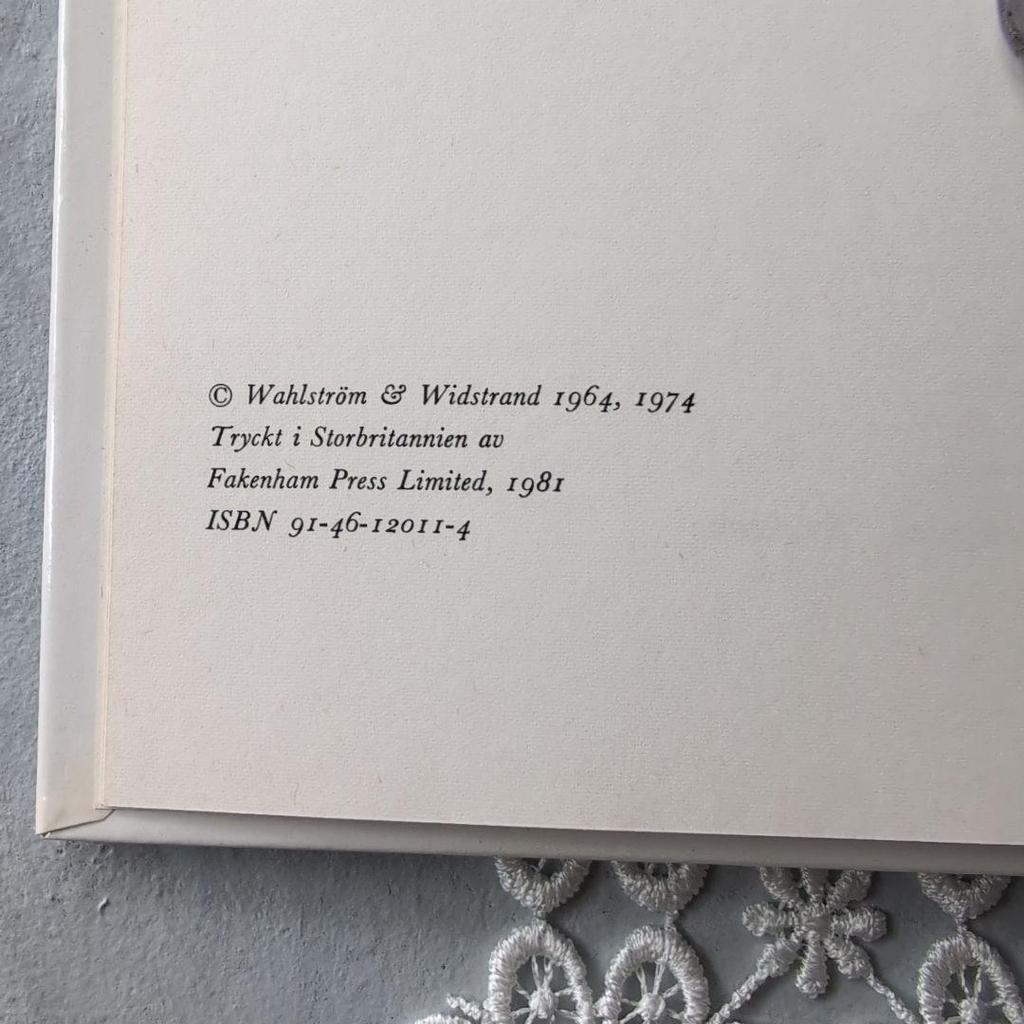 © Wahlström & Widstrand 1964, 1974
Tryckt i Storbritannien av
Fakenham Press Limited, 1981
ISBN 91-46-12011-4